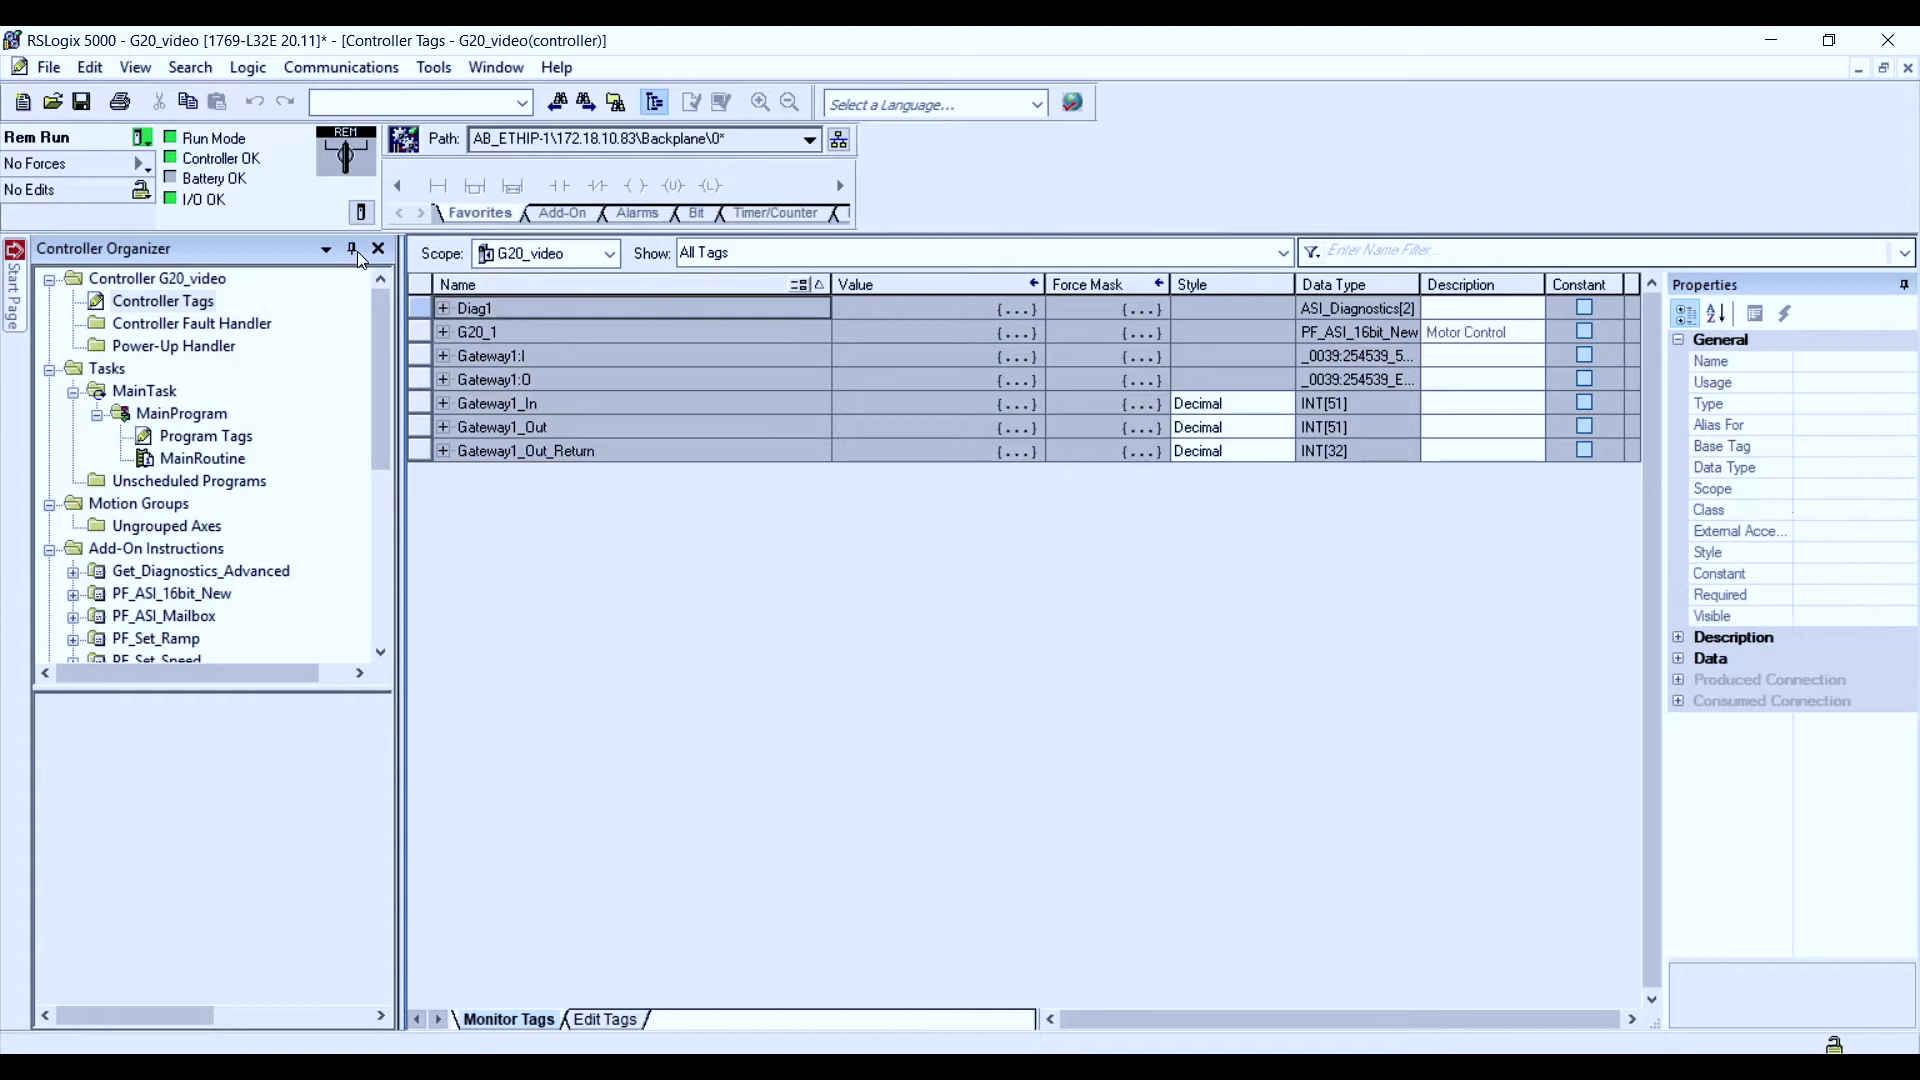 RSLogix 5000 - G20_video [1769-L32E 20.11]* - [Controller Tags - G20_video(controller)]
File Edit View Search Logic Communications Tools Window Help
Select a Language...
Rem Run
No Forces
No Edits
Run Mode
Controller OK
Battery OK
I/O OK
REM
Path: AB_ETHIP-1\172.18.10.83\Backplane\0*
Favorites Add-On Alarms Bit Timer/Counter
Start Page
Controller Organizer
Controller G20_video
Controller Tags
Controller Fault Handler
Power-Up Handler
Tasks
MainTask
MainProgram
Program Tags
MainRoutine
Unscheduled Programs
Motion Groups
Ungrouped Axes
Add-On Instructions
Get_Diagnostics_Advanced
PF_ASI_16bit_New
PF_ASI_Mailbox
PF_Set_Ramp
PF_Set_Speed
Scope: G20_video Show: All Tags Enter Name Filter...
Name Value Force Mask Style Data Type Description Constant
Diag1 {...} {...} ASI_Diagnostics[2]
G20_1 {...} {...} PF_ASI_16bit_New Motor Control
Gateway1:I {...} {...} _0039:254539_5...
Gateway1:O {...} {...} _0039:254539_E...
Gateway1_In {...} {...} Decimal INT[51]
Gateway1_Out {...} {...} Decimal INT[51]
Gateway1_Out_Return {...} {...} Decimal INT[32]
Monitor Tags Edit Tags
Properties
General
Name
Usage
Type
Alias For
Base Tag
Data Type
Scope
Class
External Acce...
Style
Constant
Required
Visible
Description
Data
Produced Connection
Consumed Connection